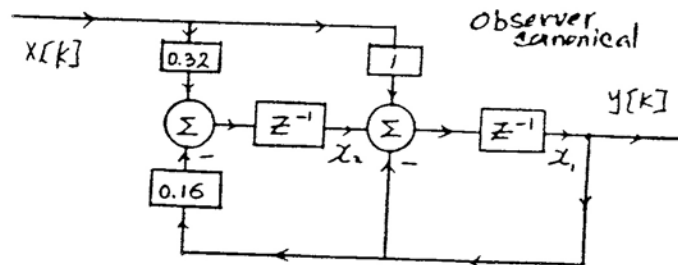 Observer
canonical
X[k]
0.32
1
y[k]
Σ
Z⁻¹
x₂
Σ
Z⁻¹
x₁
−
−
0.16